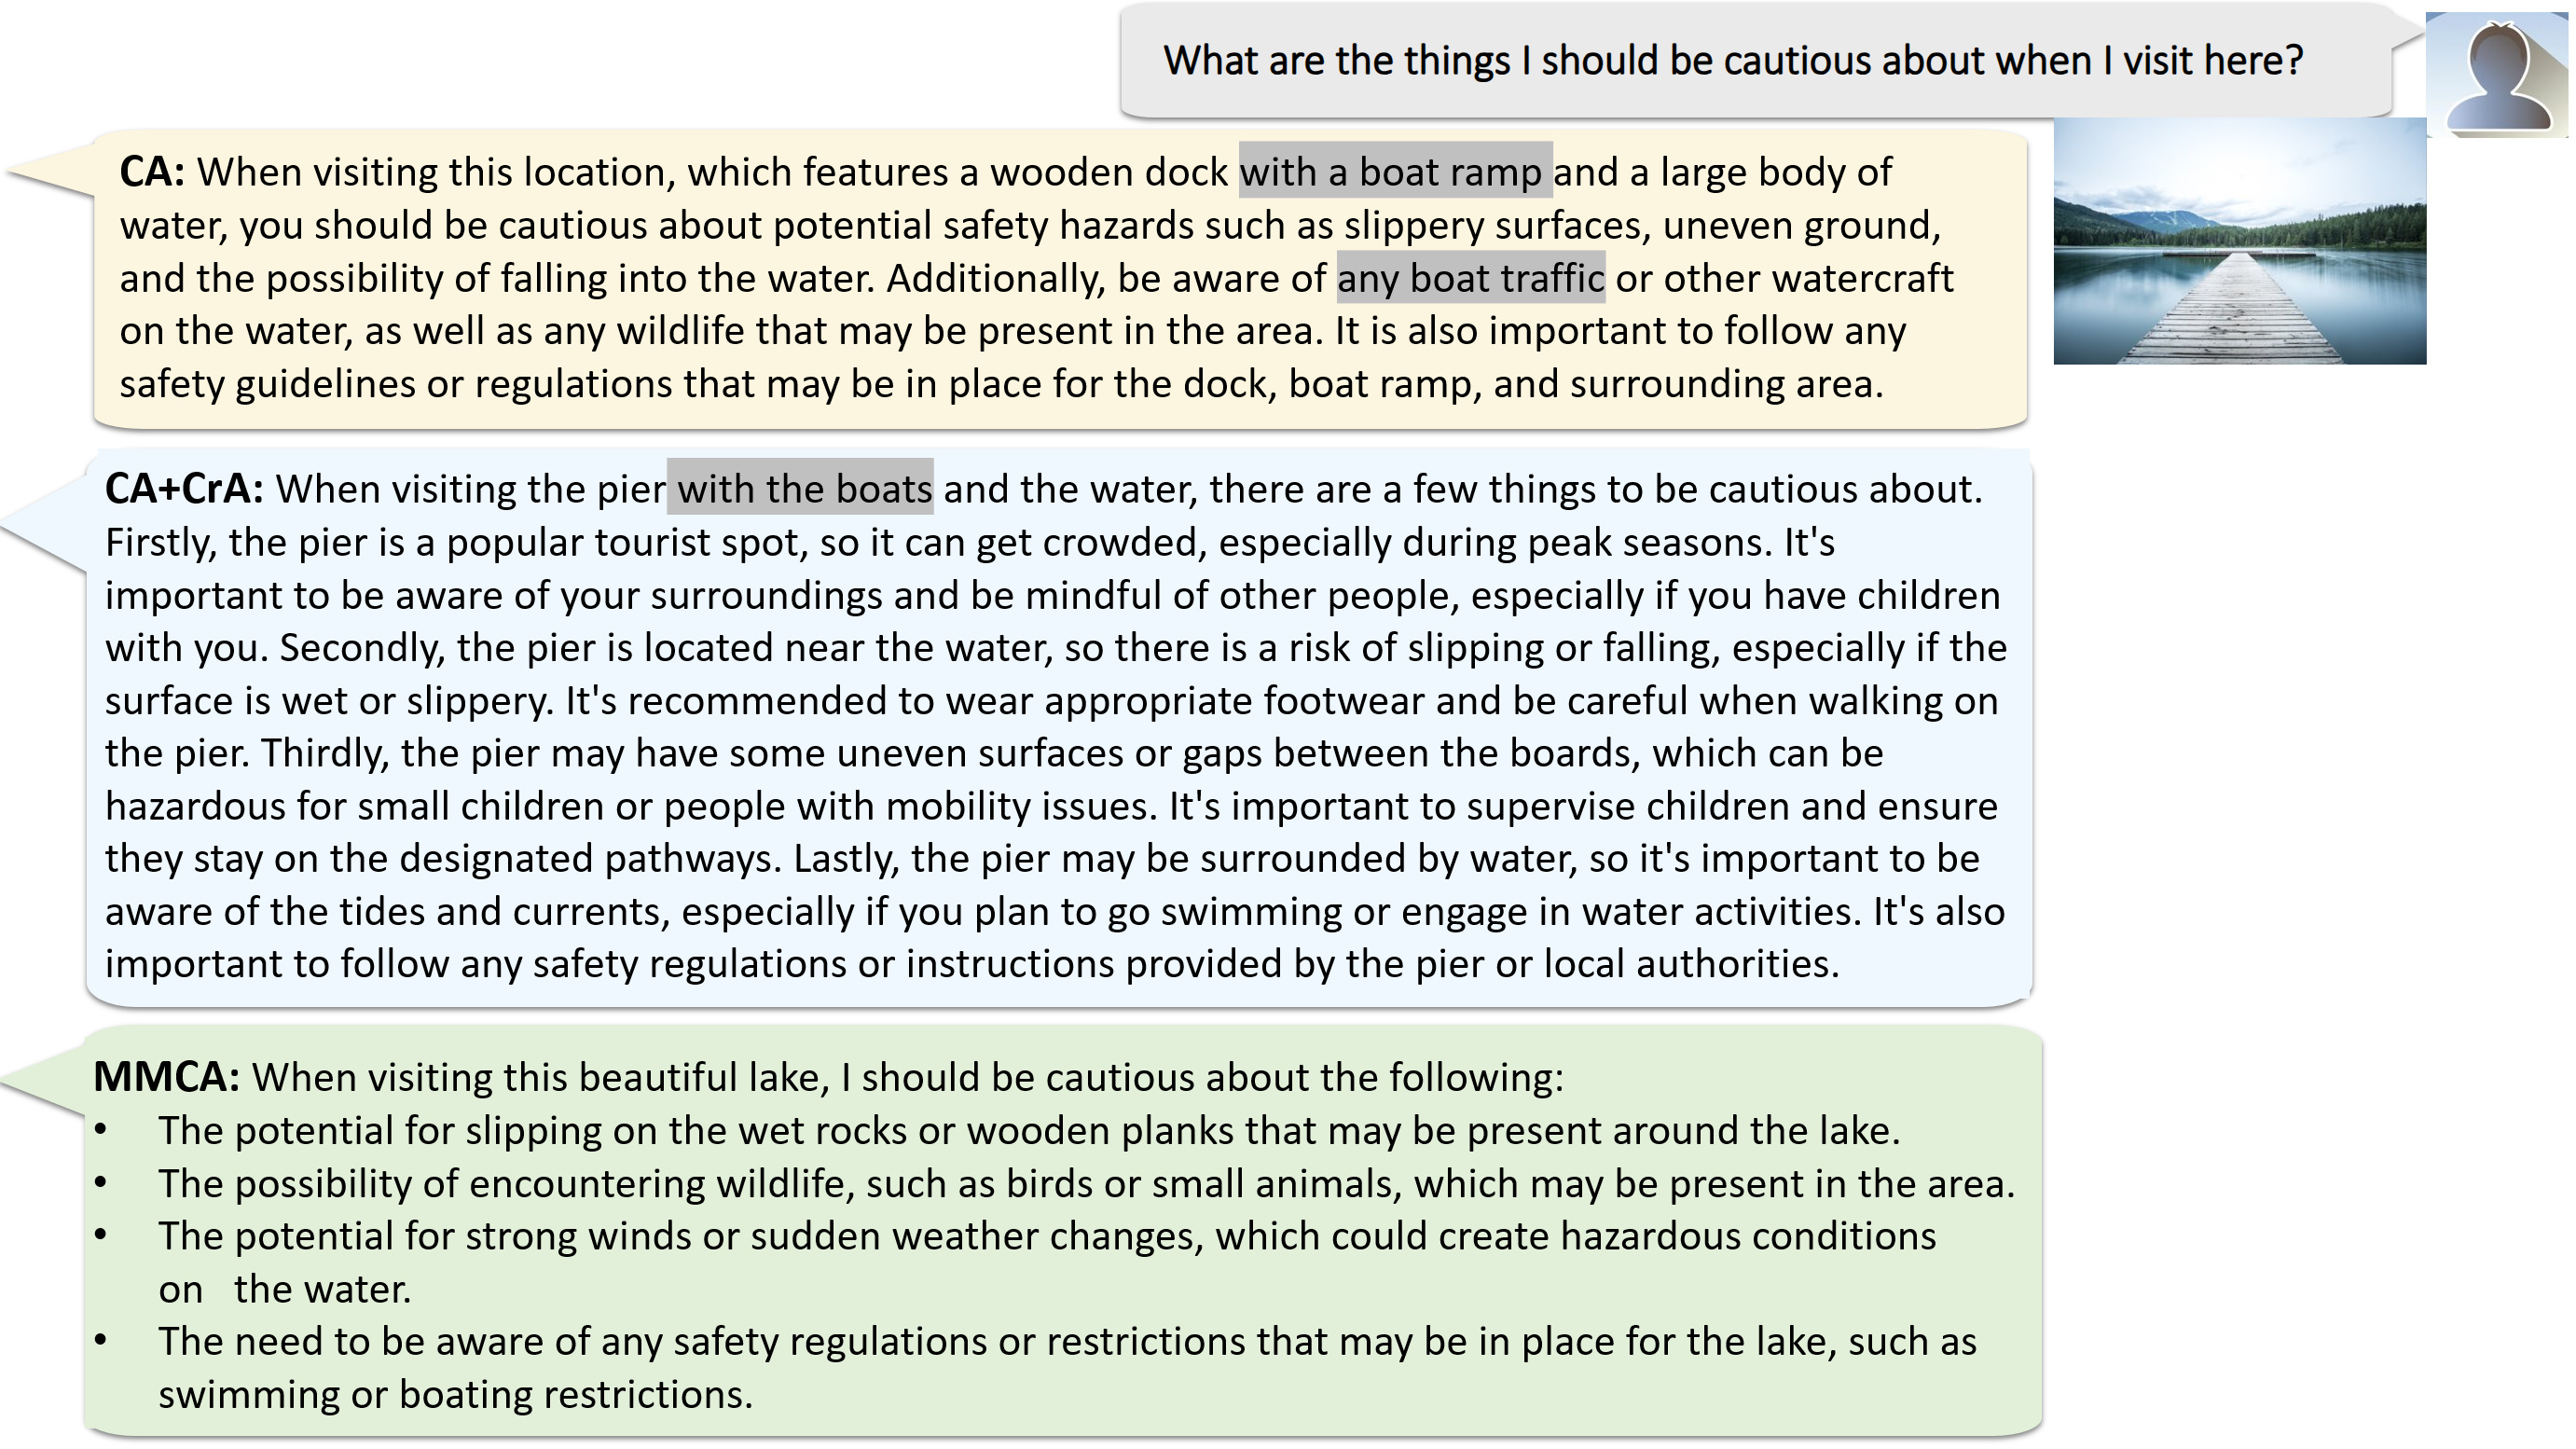 What are the things I should be cautious about when I visit here?
CA: When visiting this location, which features a wooden dock with a boat ramp and a large body of
water, you should be cautious about potential safety hazards such as slippery surfaces, uneven ground,
and the possibility of falling into the water. Additionally, be aware of any boat traffic or other watercraft
on the water, as well as any wildlife that may be present in the area. It is also important to follow any
safety guidelines or regulations that may be in place for the dock, boat ramp, and surrounding area.
CA+CrA: When visiting the pier with the boats and the water, there are a few things to be cautious about.
Firstly, the pier is a popular tourist spot, so it can get crowded, especially during peak seasons. It's
important to be aware of your surroundings and be mindful of other people, especially if you have children
with you. Secondly, the pier is located near the water, so there is a risk of slipping or falling, especially if the
surface is wet or slippery. It's recommended to wear appropriate footwear and be careful when walking on
the pier. Thirdly, the pier may have some uneven surfaces or gaps between the boards, which can be
hazardous for small children or people with mobility issues. It's important to supervise children and ensure
they stay on the designated pathways. Lastly, the pier may be surrounded by water, so it's important to be
aware of the tides and currents, especially if you plan to go swimming or engage in water activities. It's also
important to follow any safety regulations or instructions provided by the pier or local authorities.
MMCA: When visiting this beautiful lake, I should be cautious about the following:
• The potential for slipping on the wet rocks or wooden planks that may be present around the lake.
• The possibility of encountering wildlife, such as birds or small animals, which may be present in the area.
• The potential for strong winds or sudden weather changes, which could create hazardous conditions
on the water.
• The need to be aware of any safety regulations or restrictions that may be in place for the lake, such as
swimming or boating restrictions.